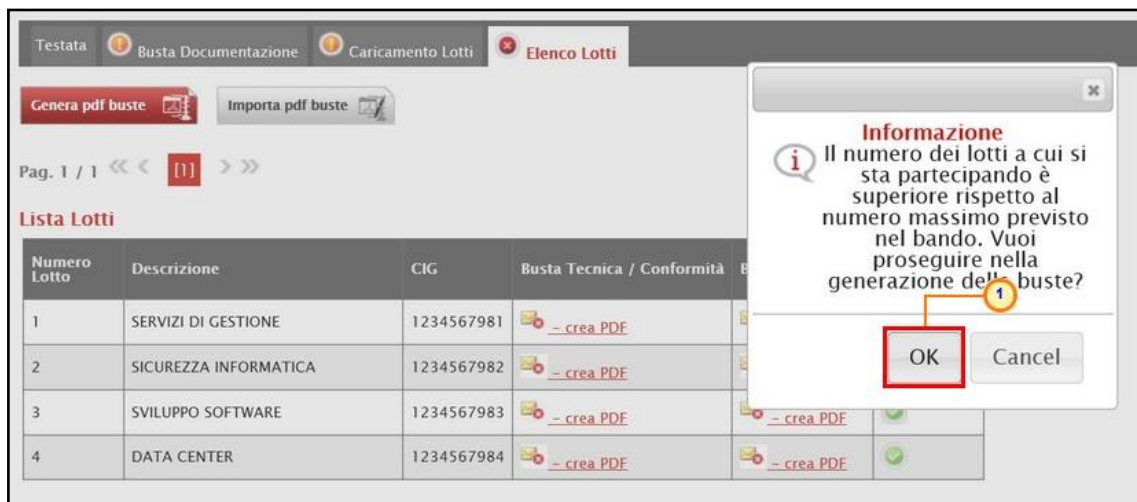 Testata Busta Documentazione Caricamento Lotti Elenco Lotti
Genera pdf buste Importa pdf buste
Pag. 1 / 1 << < [1] > >>
Lista Lotti
Informazione
Il numero dei lotti a cui si
sta partecipando è
superiore rispetto al
numero massimo previsto
nel bando. Vuoi
proseguire nella
generazione delle buste?
1
OK Cancel
Numero Lotto Descrizione CIG Busta Tecnica / Conformità
1 SERVIZI DI GESTIONE 1234567981 - crea PDF
2 SICUREZZA INFORMATICA 1234567982 - crea PDF
3 SVILUPPO SOFTWARE 1234567983 - crea PDF - crea PDF
4 DATA CENTER 1234567984 - crea PDF - crea PDF